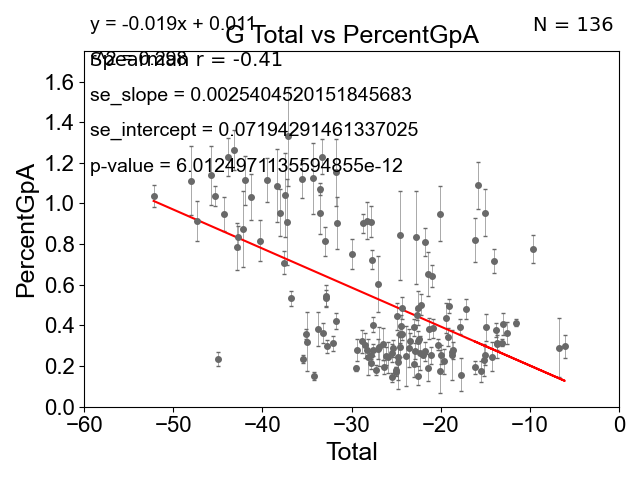 y = -0.019x + 0.011
N = 136
G Total vs PercentGpA
Spearman r = -0.41
se_slope = 0.0025404520151845683
se_intercept = 0.07194291461337025
p-value = 6.0124971135594855e-12
PercentGpA
1.6
1.4
1.2
1.0
0.8
0.6
0.4
0.2
0.0
−60
−50
−40
−30
−20
−10
0
Total